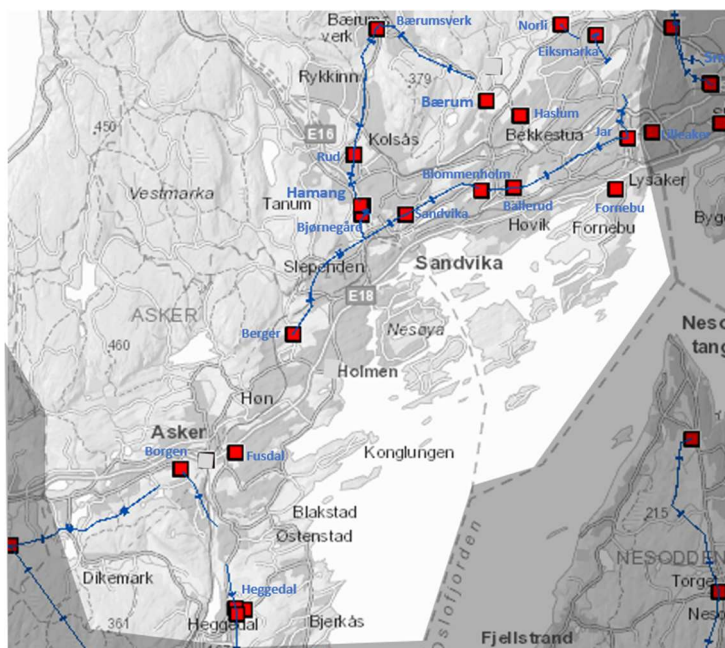 Bærums
verk
Bærumsverk
Norli
Eiksmarka
379
Rykkinn
Bærum
Haslum
Bekkestua
E16
Kolsås
450
Jar
Lilleaker
Rud
Blommenholm
Vestmarka
Hamang
Tanum
Lysaker
Ballerud
Fornebu
Sandvika
Bjørnegård
Høvik
Fornebu
Slependen
Sandvika
E18
ASKER
Nesøya
Berger
460
Holmen
Høn
Asker
Borgen
Fusdal
Konglungen
Blakstad
Østenstad
215
Oslofjorden
NESODDEN
Dikemark
Heggedal
Heggedal
361
Bjerkås
Fjellstrand